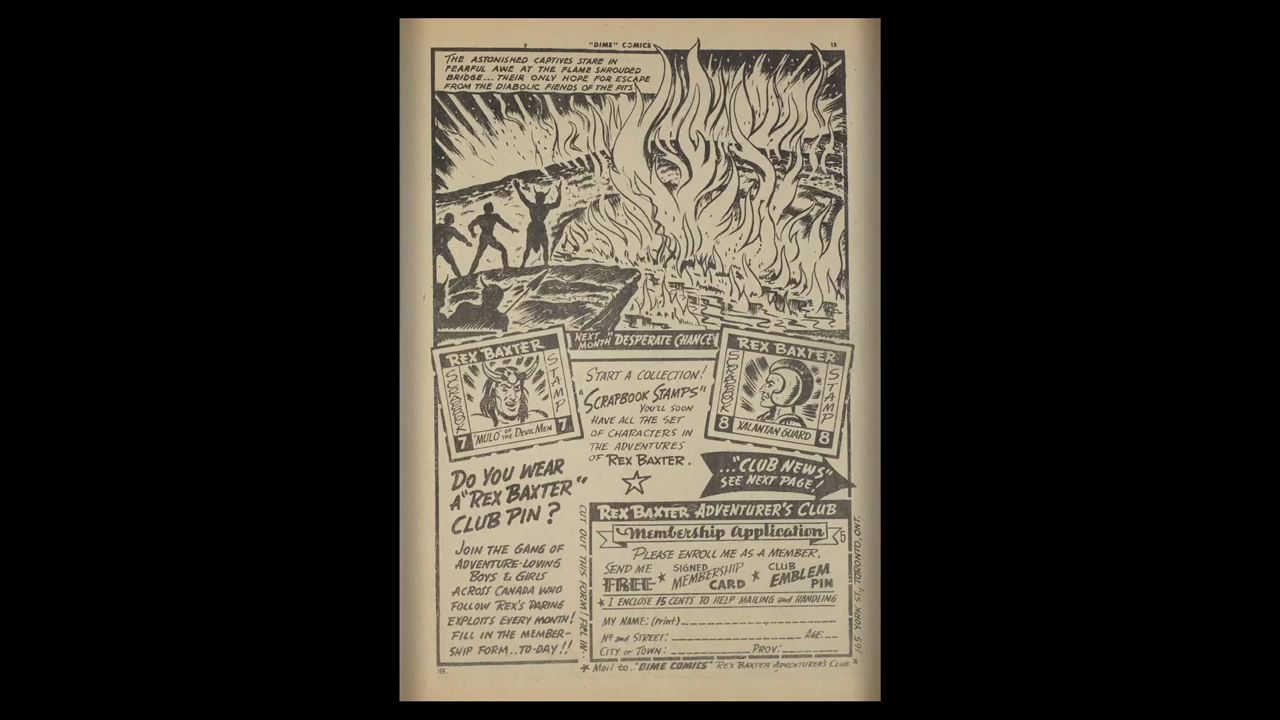 "DIME" COMICS
15
THE ASTONISHED CAPTIVES STARE IN
FEARFUL AWE AT THE FLAME SHROUDED
BRIDGE... THEIR ONLY HOPE FOR ESCAPE
FROM THE DIABOLIC FIENDS OF THE PITS
NEXT
MONTH "DESPERATE CHANCE"
REX BAXTER
SCRAPBOOK
STAMP
7 "MULO" OF THE DEVIL MEN 7
START A COLLECTION!
"SCRAPBOOK STAMPS"
YOU'LL SOON
HAVE ALL THE SET
OF CHARACTERS IN
THE ADVENTURES
OF "REX BAXTER.
REX BAXTER
SCRAPBOOK
STAMP
8 XALANTAN GUARD 8
..."CLUB NEWS"
SEE NEXT PAGE!
DO YOU WEAR
A "REX BAXTER"
CLUB PIN?
JOIN THE GANG OF
ADVENTURE-LOVING
BOYS & GIRLS
ACROSS CANADA WHO
FOLLOW REX'S DARING
EXPLOITS EVERY MONTH!
FILL IN THE MEMBER-
SHIP FORM..TO-DAY!!
CUT OUT THIS FORM! FILL IN:
REX BAXTER ADVENTURER'S CLUB
Membership Application
5
PLEASE ENROLL ME AS A MEMBER,
SEND ME FREE ★ SIGNED MEMBERSHIP CARD ★ CLUB EMBLEM PIN
★ I ENCLOSE 15 CENTS TO HELP MAILING and HANDLING
MY NAME: (Print)
Nº and STREET: AGE:
CITY or TOWN: PROV:
★ Mail to.. "DIME COMICS" REX BAXTER ADVENTURER'S CLUB
165 YORK ST., TORONTO, ONT.